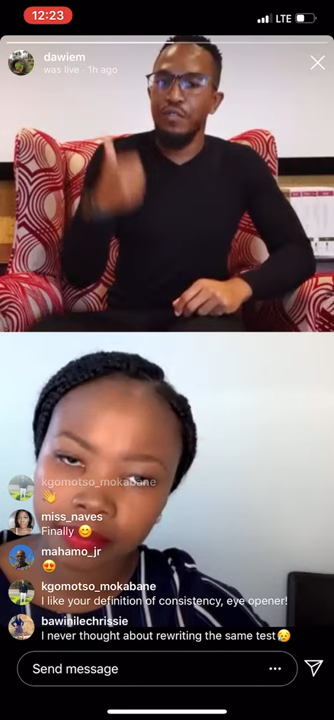 12:23
LTE
dawiem
was live · 1h ago
kgomotso_mokabane
👋
miss_naves
Finally 😊
mahamo_jr
😍
kgomotso_mokabane
I like your definition of consistency, eye opener!
bawinilechrissie
I never thought about rewriting the same test😥
Send message